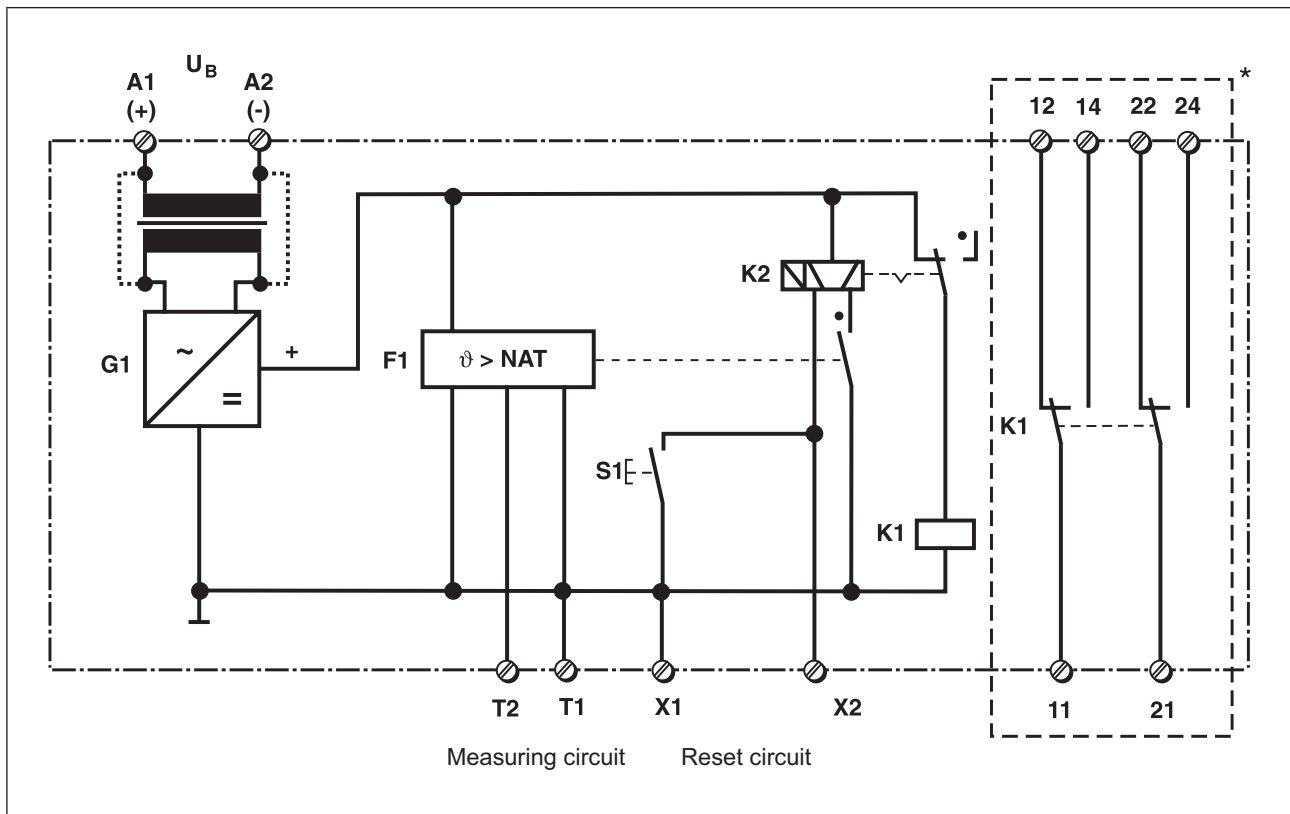 U B
A1
(+)
A2
(-)
*
12 14 22 24
K2
G1
~
=
+
F1
ϑ > NAT
K1
S1
K1
T2 T1 X1 X2
11 21
Measuring circuit Reset circuit